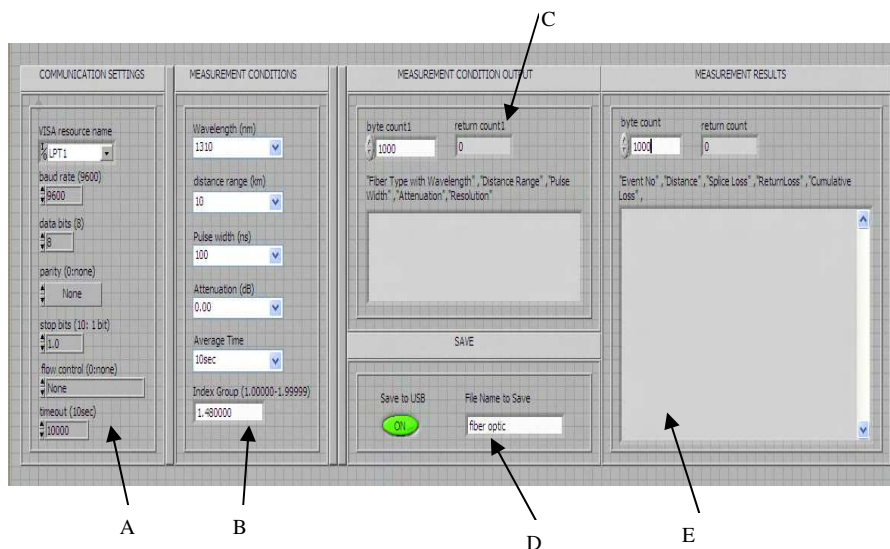 C
COMMUNICATION SETTINGS
VISA resource name
LPT1
baud rate (9600)
9600
data bits (8)
8
parity (0:none)
None
stop bits (10: 1 bit)
1.0
flow control (0:none)
None
timeout (10sec)
10000
MEASUREMENT CONDITIONS
Wavelength (nm)
1310
distance range (km)
10
Pulse width (ns)
100
Attenuation (dB)
0.00
Average Time
10sec
Index Group (1.00000-1.99999)
1.480000
MEASUREMENT CONDITION OUTPUT
byte count1 return count1
1000 0
"Fiber Type with Wavelength" ,"Distance Range" ,"Pulse
Width" ,"Attenuation","Resolution"
SAVE
Save to USB File Name to Save
ON fiber optic
MEASUREMENT RESULTS
byte count return count
1000 0
"Event No" ,"Distance" ,"Splice Loss" ,"ReturnLoss" ,"Cumulative
Loss" ,
A B D E